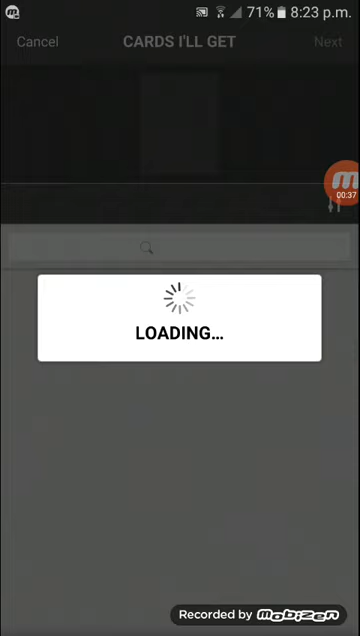 71% 8:23 p.m.
Cancel CARDS I'LL GET Next
00:37
LOADING...
Recorded by mobizen